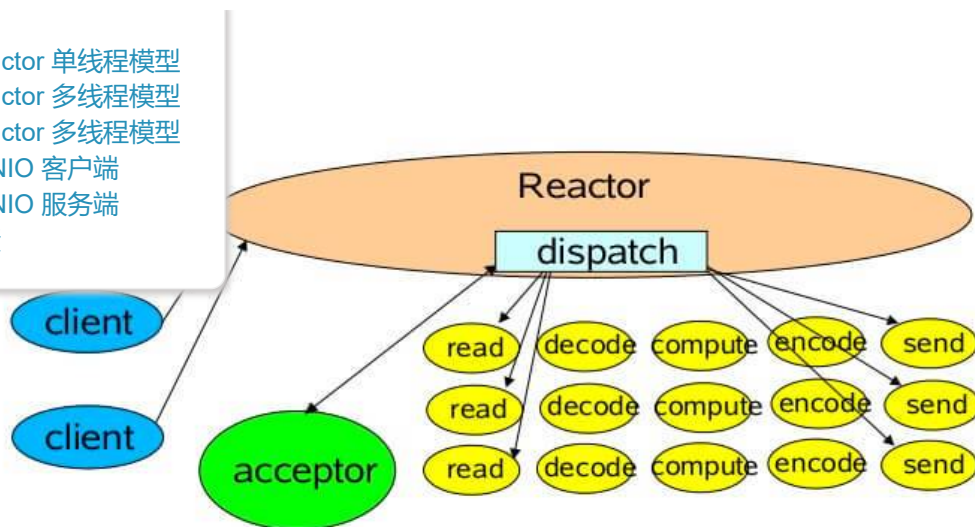 ctor 单线程模型
ctor 多线程模型
ctor 多线程模型
NIO 客户端
NIO 服务端
Reactor
dispatch
client
client
acceptor
read decode compute encode send
read decode compute encode send
read decode compute encode send